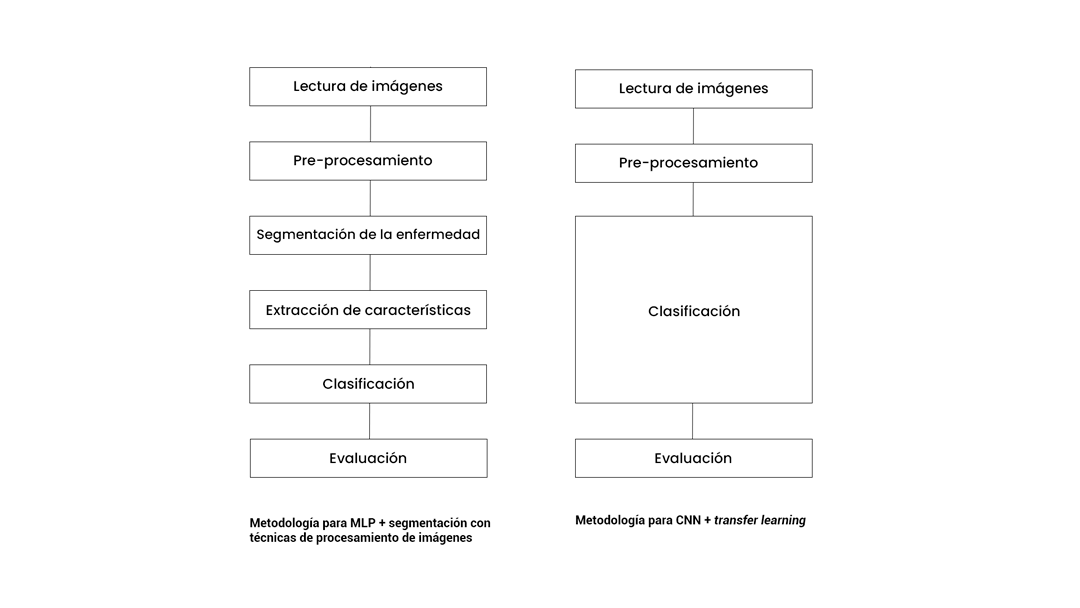 Lectura de imágenes
Pre-procesamiento
Segmentación de la enfermedad
Extracción de características
Clasificación
Evaluación
Metodología para MLP + segmentación con
técnicas de procesamiento de imágenes
Lectura de imágenes
Pre-procesamiento
Clasificación
Evaluación
Metodología para CNN + transfer learning